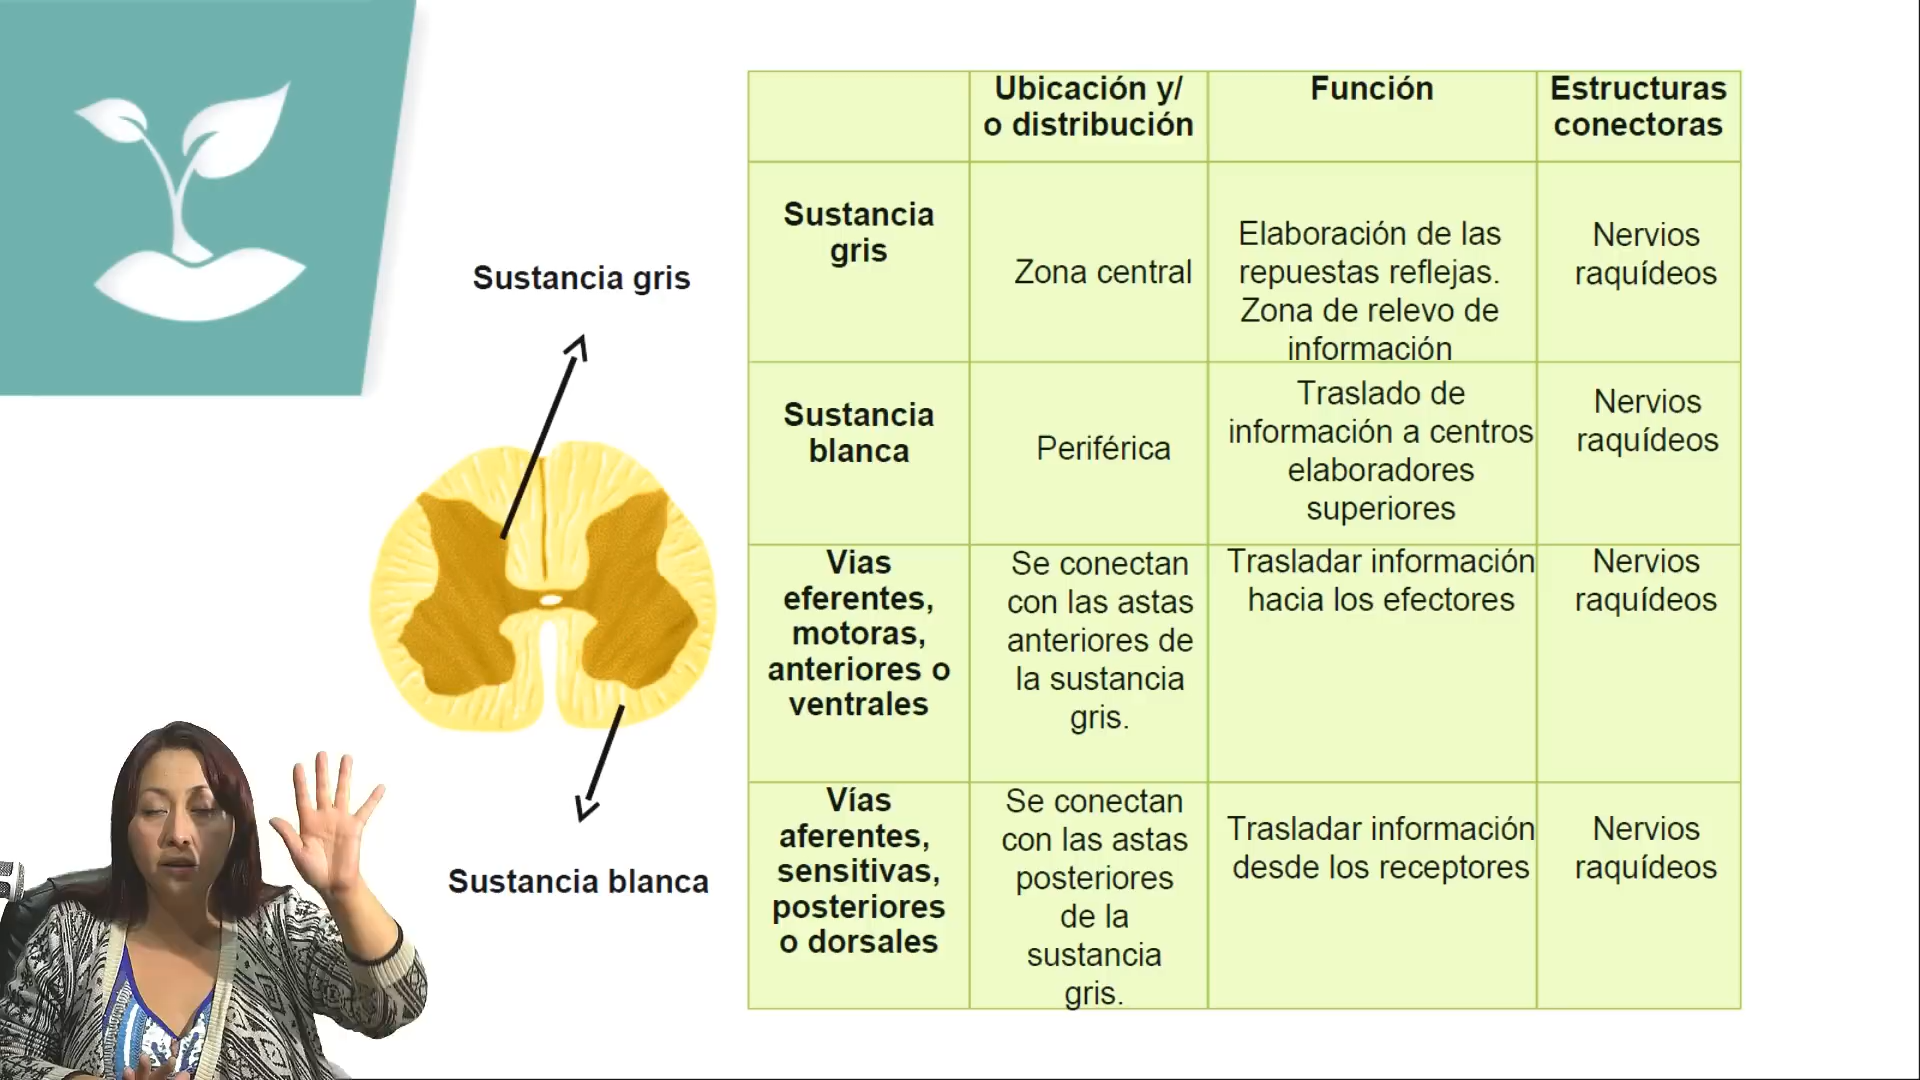 Sustancia gris
Sustancia blanca
Ubicación y/
o distribución
Función
Estructuras
conectoras
Sustancia
gris
Zona central
Elaboración de las
repuestas reflejas.
Zona de relevo de
información
Nervios
raquídeos
Sustancia
blanca
Periférica
Traslado de
información a centros
elaboradores
superiores
Nervios
raquídeos
Vias
eferentes,
motoras,
anteriores o
ventrales
Se conectan
con las astas
anteriores de
la sustancia
gris.
Trasladar información
hacia los efectores
Nervios
raquídeos
Vías
aferentes,
sensitivas,
posteriores
o dorsales
Se conectan
con las astas
posteriores
de la
sustancia
gris.
Trasladar información
desde los receptores
Nervios
raquídeos